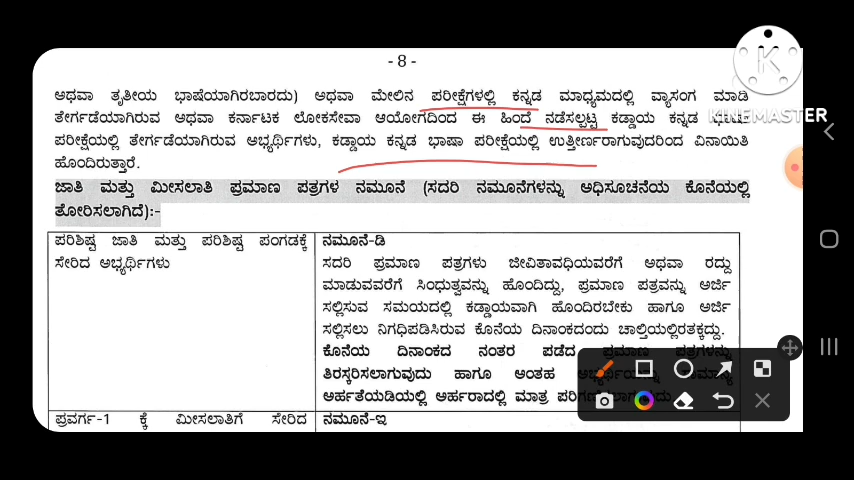 - 8 -
ಅಥವಾ ತೃತೀಯ ಭಾಷೆಯಾಗಿರಬಾರದು) ಅಥವಾ ಮೇಲಿನ ಪರೀಕ್ಷೆಗಳಲ್ಲಿ ಕನ್ನಡ ಮಾಧ್ಯಮದಲ್ಲಿ ವ್ಯಾಸಂಗ ಮಾಡಿ
ತೇರ್ಗಡೆಯಾಗಿರುವ ಅಥವಾ ಕರ್ನಾಟಕ ಲೋಕಸೇವಾ ಆಯೋಗದಿಂದ ಈ ಹಿಂದೆ ನಡೆಸಲ್ಪಟ್ಟ ಕಡ್ಡಾಯ ಕನ್ನಡ
ಪರೀಕ್ಷೆಯಲ್ಲಿ ತೇರ್ಗಡೆಯಾಗಿರುವ ಅಭ್ಯರ್ಥಿಗಳು, ಕಡ್ಡಾಯ ಕನ್ನಡ ಭಾಷಾ ಪರೀಕ್ಷೆಯಲ್ಲಿ ಉತ್ತೀರ್ಣರಾಗುವುದರಿಂದ ವಿನಾಯಿತಿ
ಹೊಂದಿರುತ್ತಾರೆ.
ಜಾತಿ ಮತ್ತು ಮೀಸಲಾತಿ ಪ್ರಮಾಣ ಪತ್ರಗಳ ನಮೂನೆ (ಸದರಿ ನಮೂನೆಗಳನ್ನು ಅಧಿಸೂಚನೆಯ ಕೊನೆಯಲ್ಲಿ
ತೋರಿಸಲಾಗಿದೆ):-
ಪರಿಶಿಷ್ಟ ಜಾತಿ ಮತ್ತು ಪರಿಶಿಷ್ಟ ಪಂಗಡಕ್ಕೆ
ಸೇರಿದ ಅಭ್ಯರ್ಥಿಗಳು
ನಮೂನೆ-ಡಿ
ಸದರಿ ಪ್ರಮಾಣ ಪತ್ರಗಳು ಜೀವಿತಾವಧಿಯವರೆಗೆ ಅಥವಾ ರದ್ದು
ಮಾಡುವವರೆಗೆ ಸಿಂಧುತ್ವವನ್ನು ಹೊಂದಿದ್ದು, ಪ್ರಮಾಣ ಪತ್ರವನ್ನು ಅರ್ಜಿ
ಸಲ್ಲಿಸುವ ಸಮಯದಲ್ಲಿ ಕಡ್ಡಾಯವಾಗಿ ಹೊಂದಿರಬೇಕು ಹಾಗೂ ಅರ್ಜಿ
ಸಲ್ಲಿಸಲು ನಿಗಧಿಪಡಿಸಿರುವ ಕೊನೆಯ ದಿನಾಂಕದಂದು ಚಾಲ್ತಿಯಲ್ಲಿರತಕ್ಕದ್ದು.
ಕೊನೆಯ ದಿನಾಂಕದ ನಂತರ ಪಡೆದ ಪ್ರಮಾಣ ಪತ್ರಗಳನ್ನು
ತಿರಸ್ಕರಿಸಲಾಗುವುದು ಹಾಗೂ ಅಂತಹ
ಅರ್ಹತೆಯಡಿಯಲ್ಲಿ ಅರ್ಹರಾದಲ್ಲಿ ಮಾತ್ರ
ಪ್ರವರ್ಗ-1 ಕ್ಕೆ ಮೀಸಲಾತಿಗೆ ಸೇರಿದ
ನಮೂನೆ-ಇ
KINEMASTER